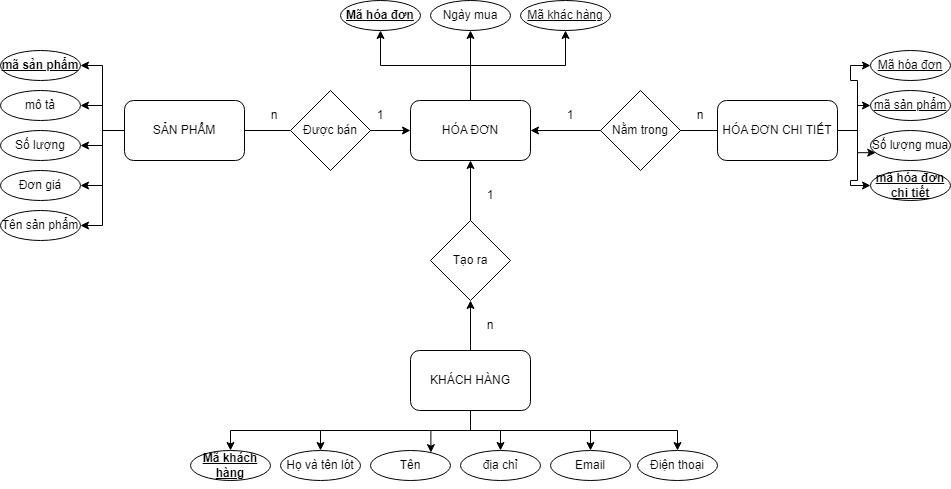 Mã hóa đơn
Ngày mua
Mã khác hàng
mã sản phẩm
mô tả
Số lượng
Đơn giá
Tên sản phẩm
SẢN PHẨM
n
Được bán
1
HÓA ĐƠN
1
Nằm trong
n
HÓA ĐƠN CHI TIẾT
Mã hóa đơn
mã sản phẩm
Số lượng mua
mã hóa đơn
chi tiết
1
Tạo ra
n
KHÁCH HÀNG
Mã khách
hàng
Họ và tên lót
Tên
địa chỉ
Email
Điện thoại